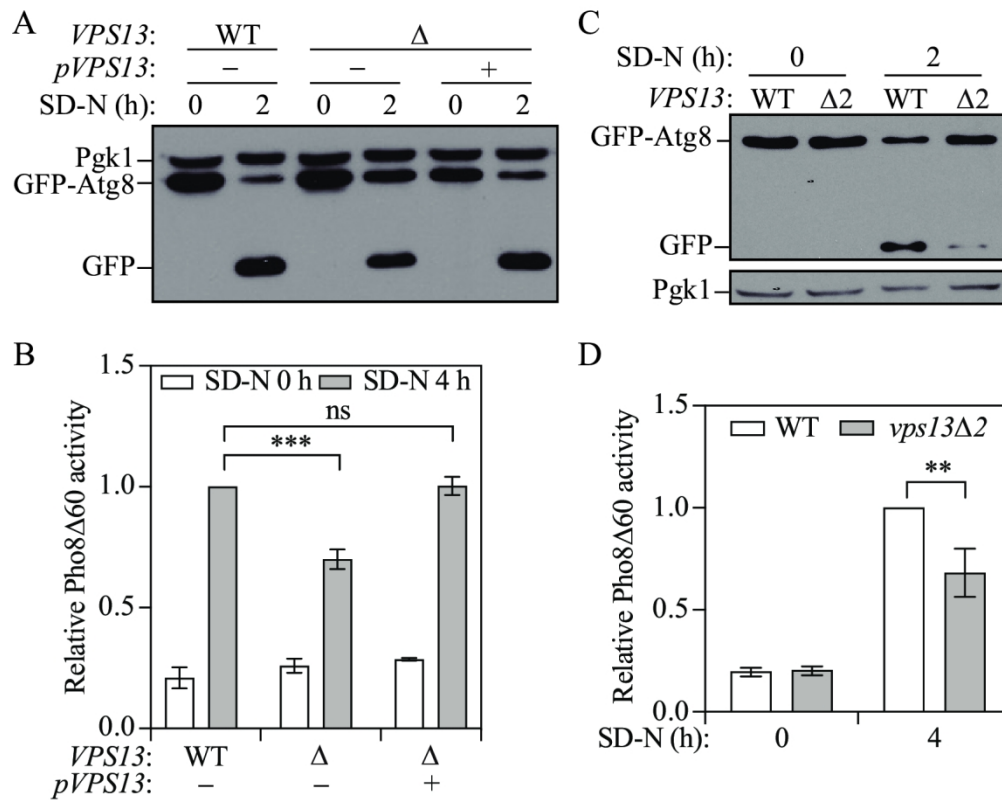 A
VPS13: WT Δ
pVPS13: – – +
SD-N (h): 0 2 0 2 0 2
Pgk1
GFP-Atg8
GFP
B
Relative Pho8Δ60 activity
1.5
1.0
0.5
0.0
SD-N 0 h SD-N 4 h
ns
***
VPS13: WT Δ Δ
pVPS13: – – +
C
SD-N (h): 0 2
VPS13: WT Δ2 WT Δ2
GFP-Atg8
GFP
Pgk1
D
Relative Pho8Δ60 activity
1.5
1.0
0.5
0.0
WT vps13Δ2
**
SD-N (h): 0 4